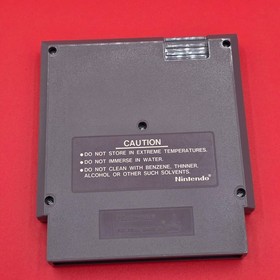 CAUTION
● DO NOT STORE IN EXTREME TEMPERATURES.
● DO NOT IMMERSE IN WATER.
● DO NOT CLEAN WITH BENZENE, THINNER,
ALCOHOL OR OTHER SUCH SOLVENTS.
Nintendo®